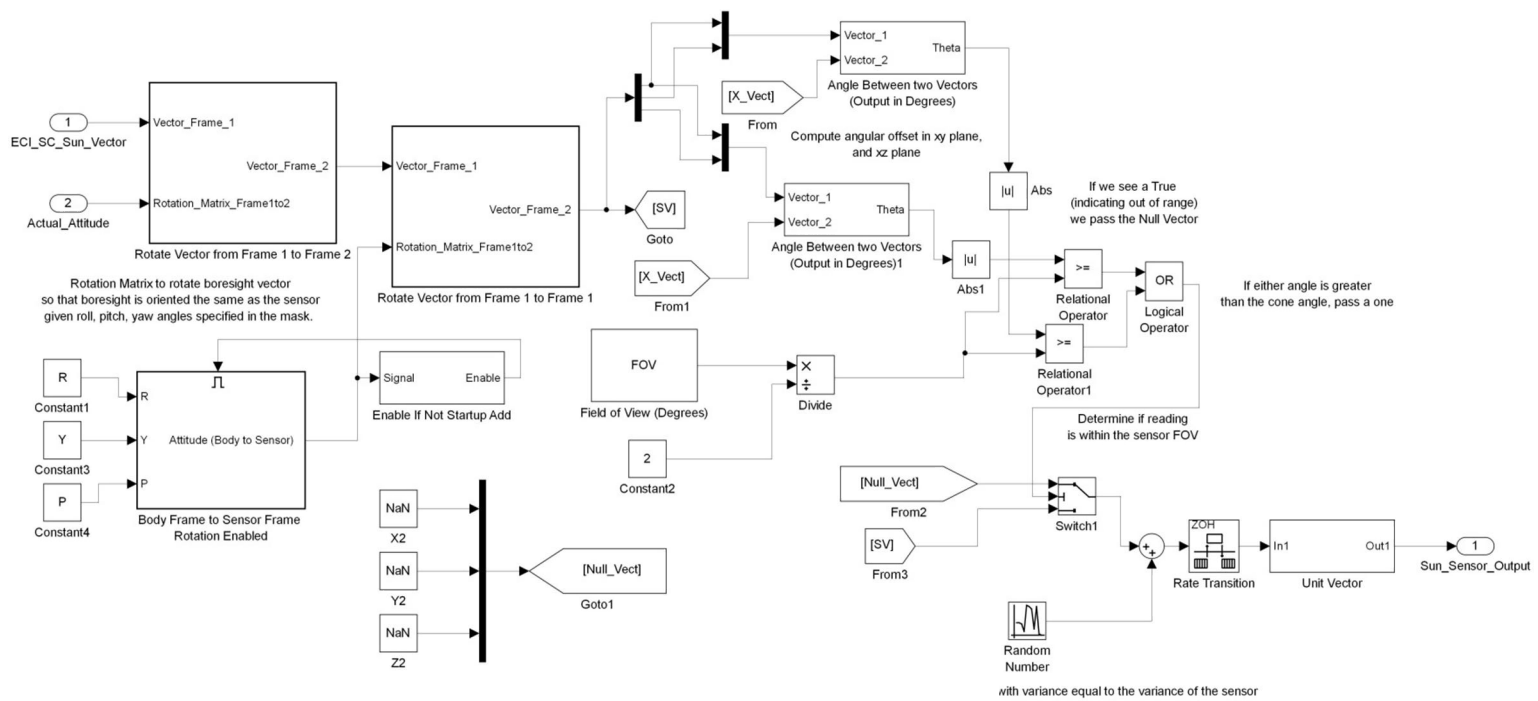 1
ECI_SC_Sun_Vector
2
Actual_Attitude
Vector_Frame_1
Vector_Frame_2
Rotation_Matrix_Frame1to2
Rotate Vector from Frame 1 to Frame 2
Vector_Frame_1
Vector_Frame_2
Rotation_Matrix_Frame1to2
Rotate Vector from Frame 1 to Frame 1
[SV]
Goto
Vector_1
Vector_2
Theta
Angle Between two Vectors
(Output in Degrees)
[X_Vect]
From
Compute angular offset in xy plane,
and xz plane
Vector_1
Vector_2
Theta
Angle Between two Vectors
(Output in Degrees)1
[X_Vect]
From1
|u|
Abs
If we see a True
(indicating out of range)
we pass the Null Vector
|u|
Abs1
>=
Relational
Operator
OR
Logical
Operator
If either angle is greater
than the cone angle, pass a one
>=
Relational
Operator1
Determine if reading
is within the sensor FOV
Rotation Matrix to rotate boresight vector
so that boresight is oriented the same as the sensor
given roll, pitch, yaw angles specified in the mask.
R
Constant1
Y
Constant3
P
Constant4
R
Y
P
Attitude (Body to Sensor)
Body Frame to Sensor Frame
Rotation Enabled
Signal
Enable
Enable If Not Startup Add
FOV
Field of View (Degrees)
×
÷
Divide
2
Constant2
NaN
X2
NaN
Y2
NaN
Z2
[Null_Vect]
Goto1
[Null_Vect]
From2
[SV]
From3
Switch1
+
+
ZOH
Rate Transition
In1
Out1
Unit Vector
1
Sun_Sensor_Output
Random
Number
with variance equal to the variance of the sensor